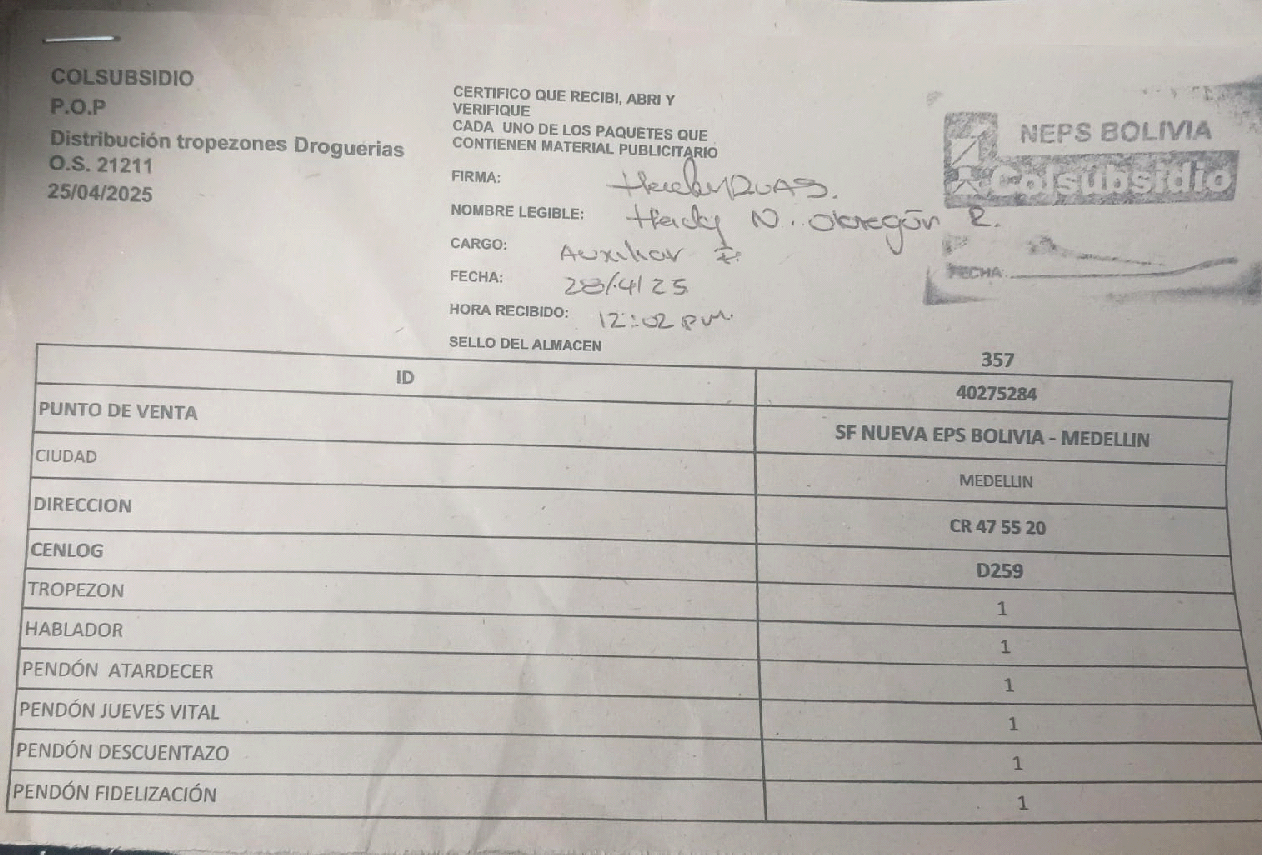 COLSUBSIDIO
P.O.P
Distribución tropezones Droguerias
O.S. 21211
25/04/2025
CERTIFICO QUE RECIBI, ABRI Y
VERIFIQUE
CADA UNO DE LOS PAQUETES QUE
CONTIENEN MATERIAL PUBLICITARIO
FIRMA:
NOMBRE LEGIBLE: N. Obregón R.
CARGO: Auxiliar
FECHA: 28/4/25
HORA RECIBIDO: 12:02 pm
SELLO DEL ALMACEN
NEPS BOLIVIA
Colsubsidio
FECHA
357
ID 40275284
PUNTO DE VENTA SF NUEVA EPS BOLIVIA - MEDELLIN
CIUDAD MEDELLIN
DIRECCION CR 47 55 20
CENLOG D259
TROPEZON 1
HABLADOR 1
PENDÓN ATARDECER 1
PENDÓN JUEVES VITAL 1
PENDÓN DESCUENTAZO 1
PENDÓN FIDELIZACIÓN 1